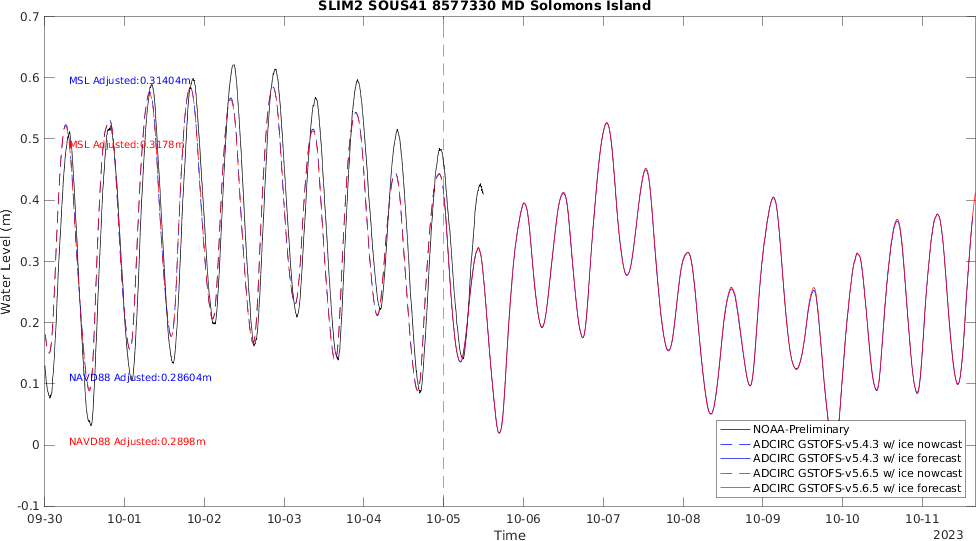 SLIM2 SOUS41 8577330 MD Solomons Island
0.7
0.6
0.5
0.4
0.3
0.2
0.1
0
-0.1
Water Level (m)
MSL Adjusted:0.31404m
MSL Adjusted:0.3178m
NAVD88 Adjusted:0.28604m
NAVD88 Adjusted:0.2898m
NOAA-Preliminary
ADCIRC GSTOFS-v5.4.3 w/ ice nowcast
ADCIRC GSTOFS-v5.4.3 w/ ice forecast
ADCIRC GSTOFS-v5.6.5 w/ ice nowcast
ADCIRC GSTOFS-v5.6.5 w/ ice forecast
09-30 10-01 10-02 10-03 10-04 10-05 10-06 10-07 10-08 10-09 10-10 10-11
Time
2023